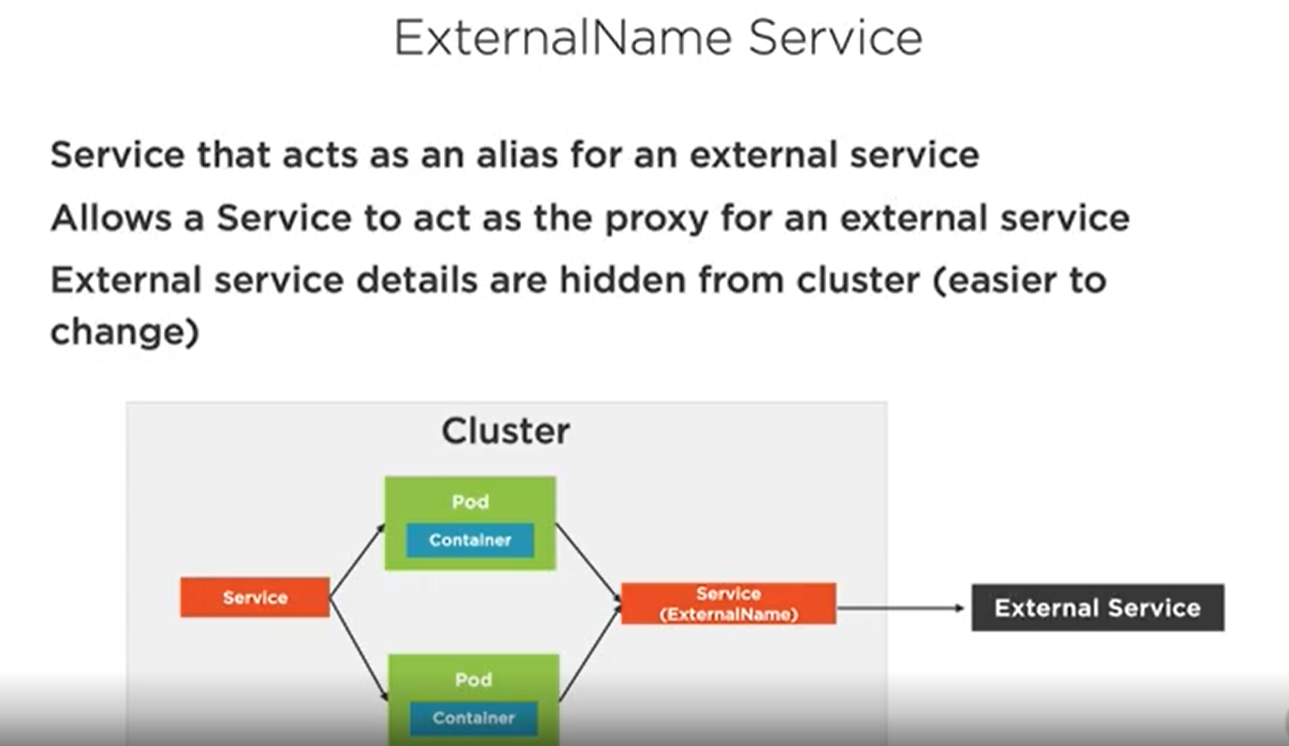 ExternalName Service
Service that acts as an alias for an external service
Allows a Service to act as the proxy for an external service
External service details are hidden from cluster (easier to
change)
Cluster
Pod
Container
Service
Service
(ExternalName)
External Service
Pod
Container